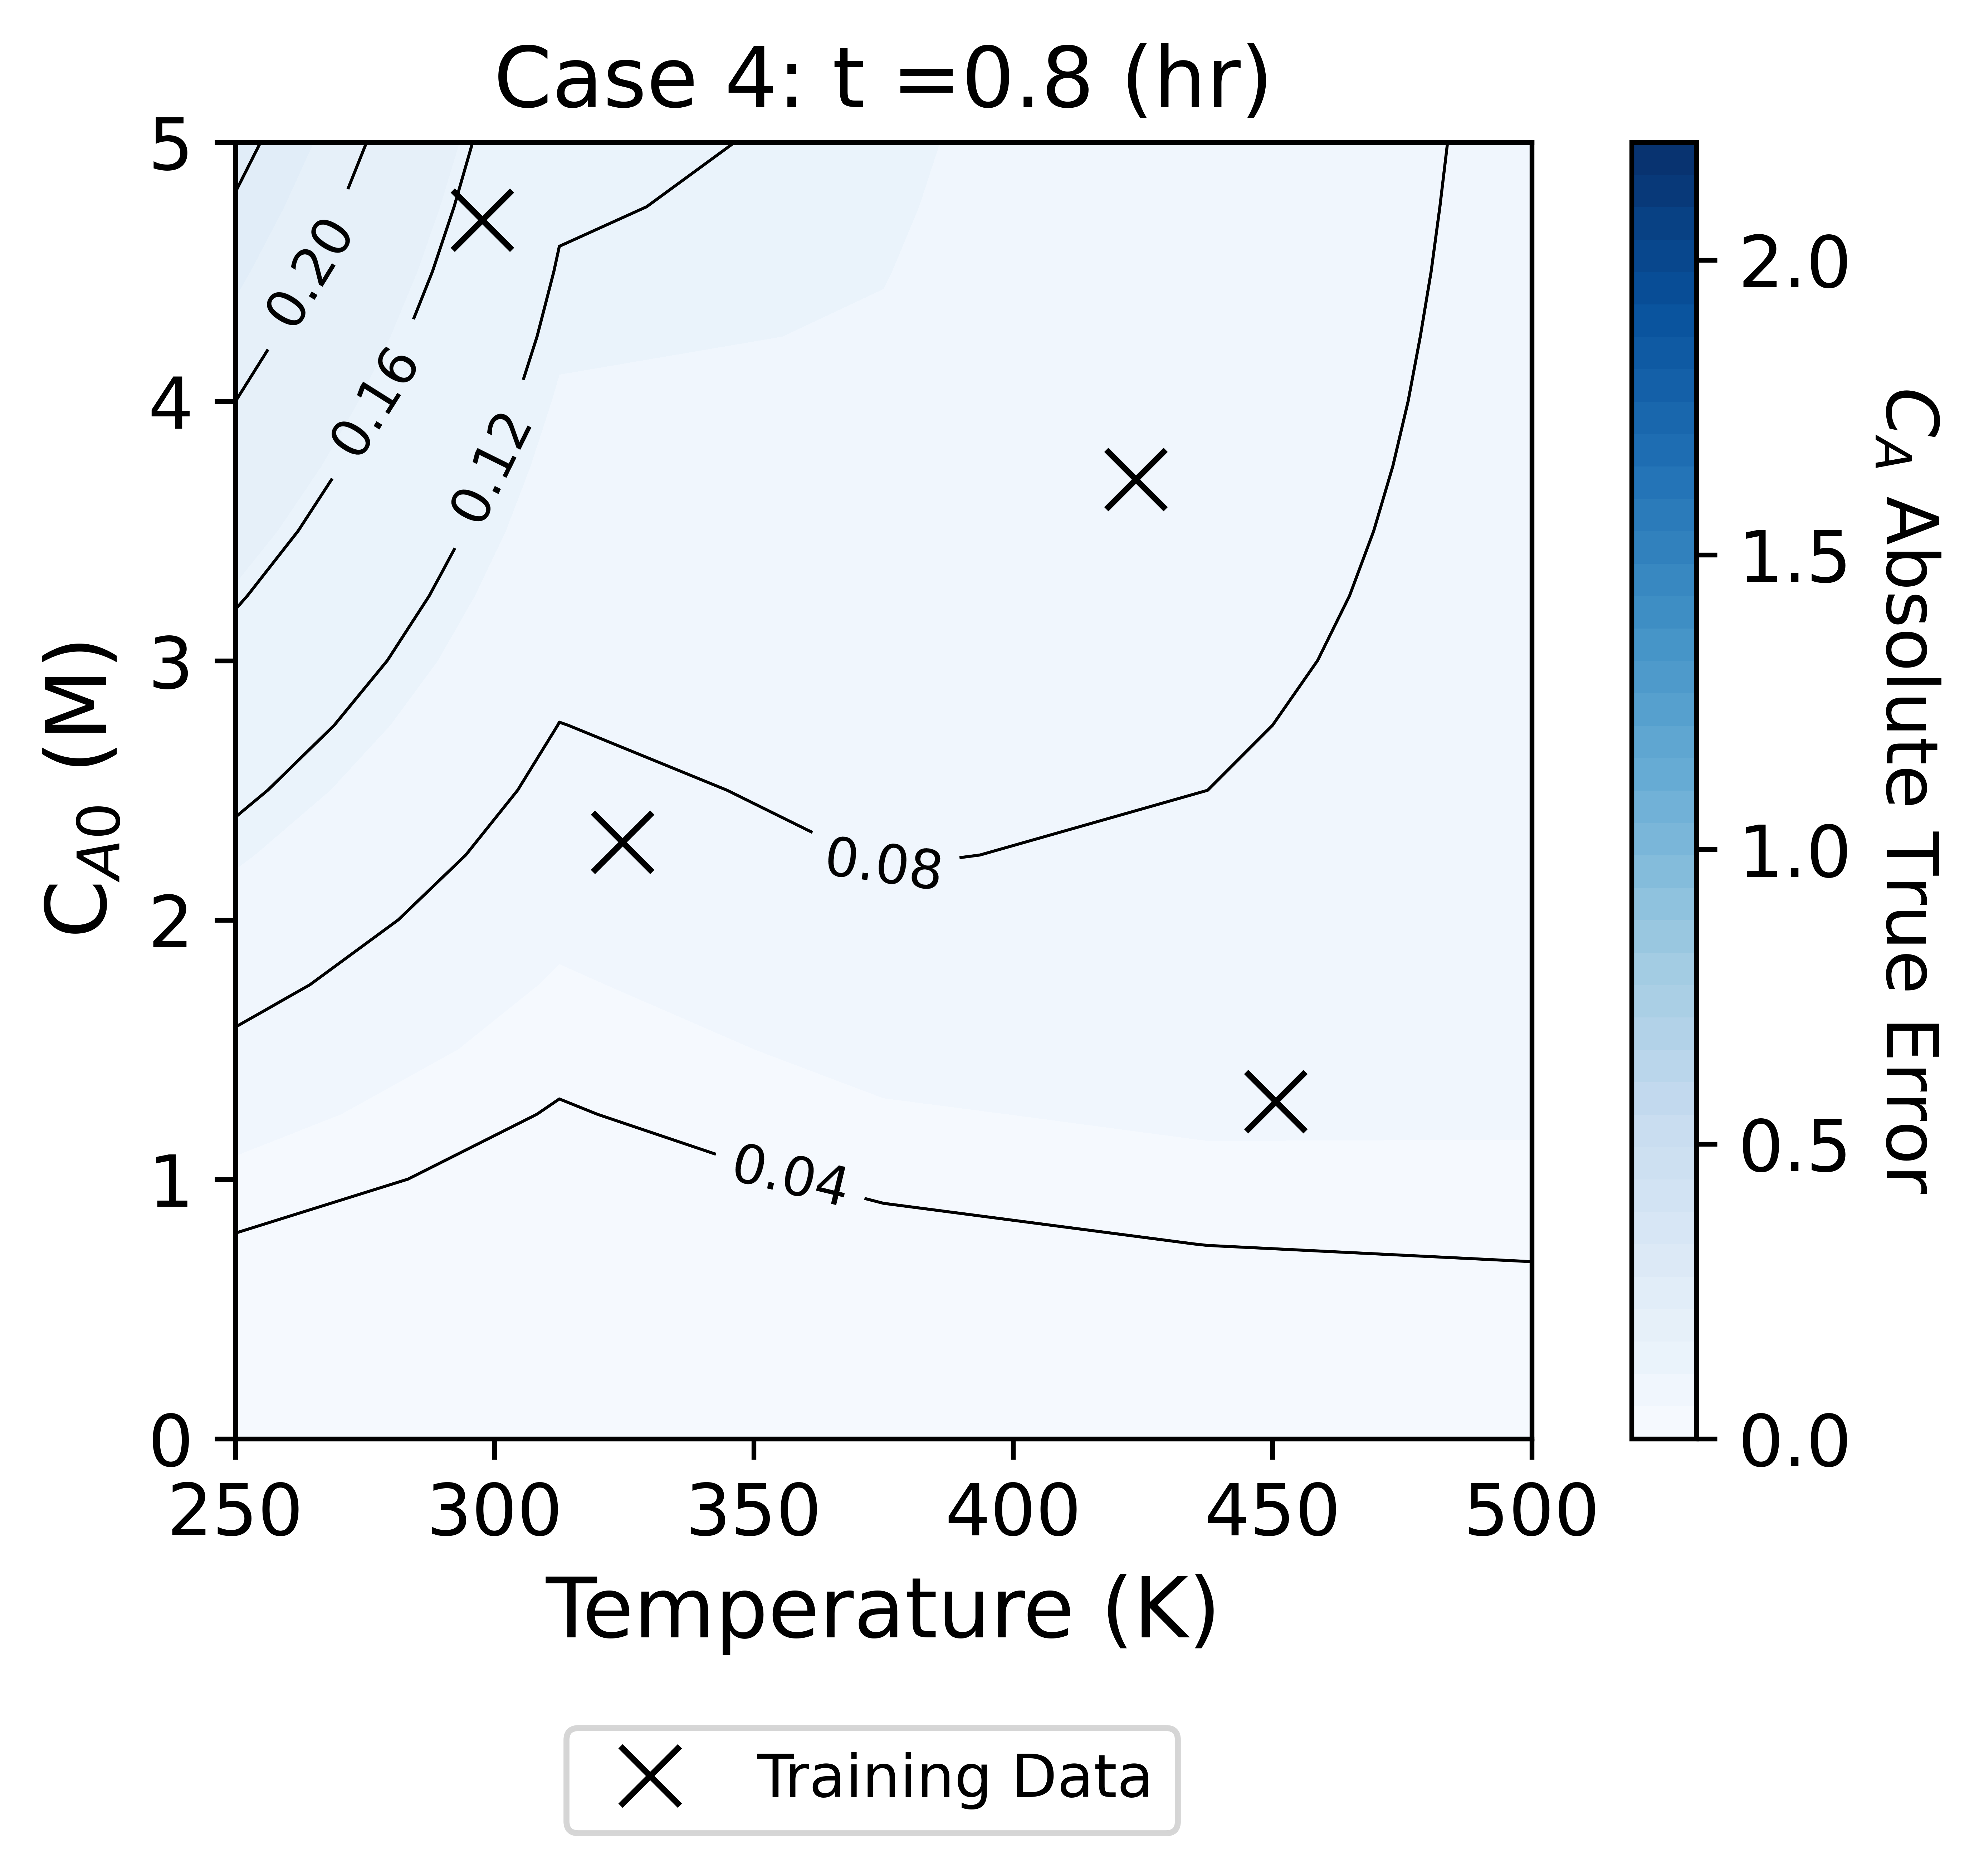 Case 4: t =0.8 (hr)
5
4
3
2
1
0
C_{A0} (M)
0.20
0.16
0.12
0.08
0.04
250 300 350 400 450 500
Temperature (K)
2.0
1.5
1.0
0.5
0.0
C_A Absolute True Error
Training Data